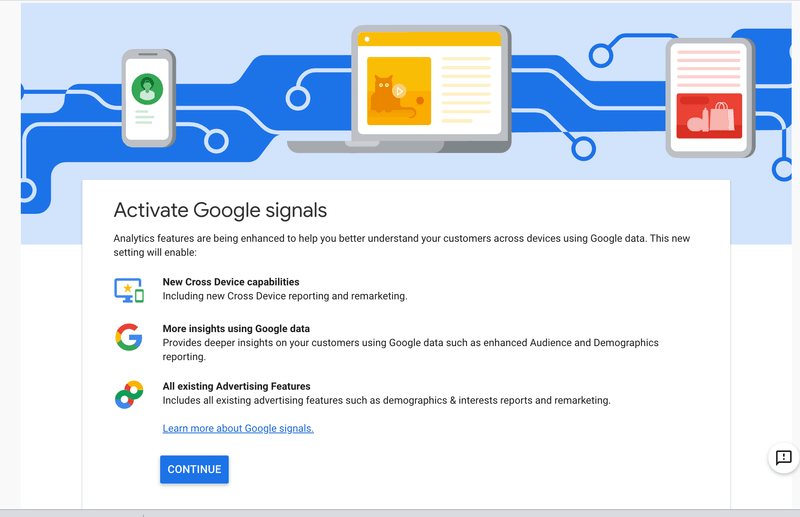 Activate Google signals
Analytics features are being enhanced to help you better understand your customers across devices using Google data. This new
setting will enable:
New Cross Device capabilities
Including new Cross Device reporting and remarketing.
More insights using Google data
Provides deeper insights on your customers using Google data such as enhanced Audience and Demographics
reporting.
All existing Advertising Features
Includes all existing advertising features such as demographics & interests reports and remarketing.
Learn more about Google signals.
CONTINUE